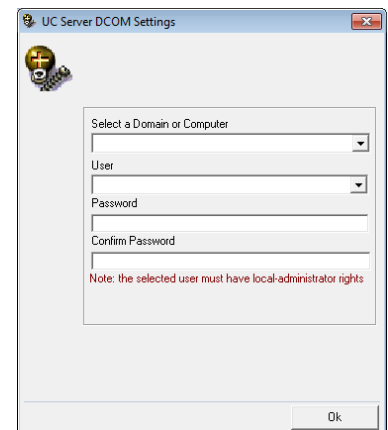 UC Server DCOM Settings
Select a Domain or Computer
User
Password
Confirm Password
Note: the selected user must have local-administrator rights
Ok